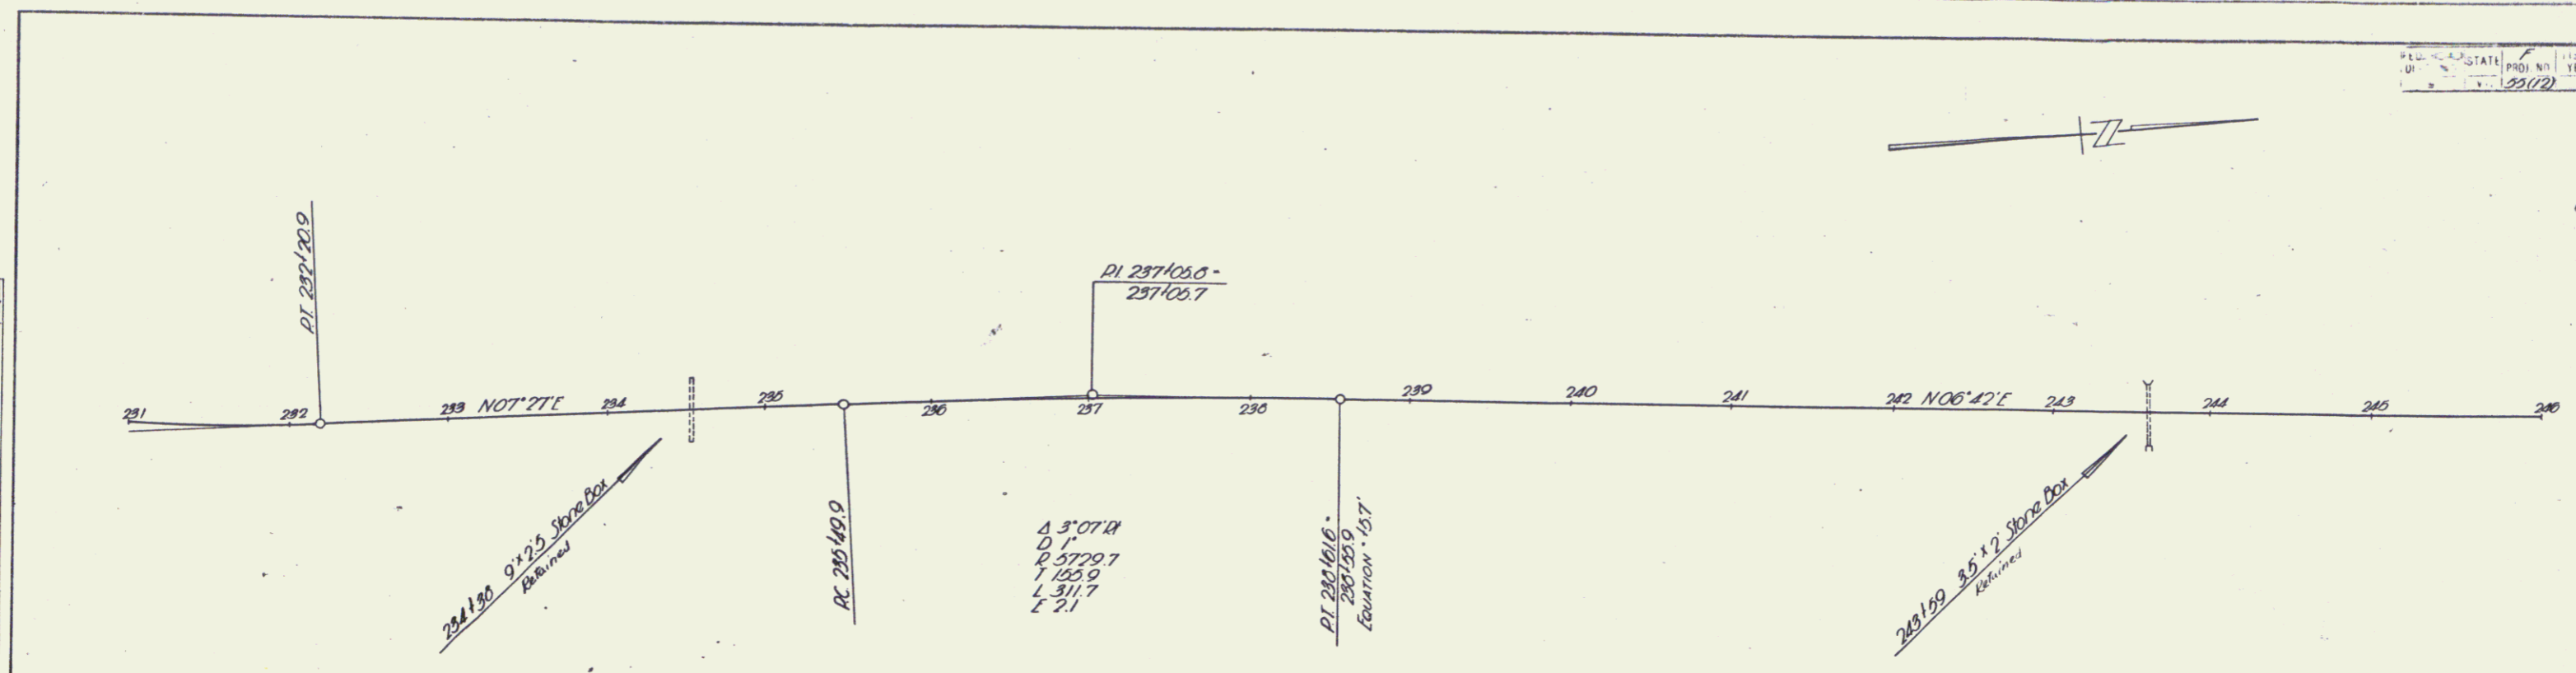 STATE
F
PROJ. NO
55(12)
P.T. 232+20.9
P.I. 237+05.8 =
237+05.7
231
232
233
N07°27'E
234
235
236
237
238
239
240
241
242
N06°42'E
243
244
245
246
234+38 9'x2.5 Stone Box
Retained
P.C. 235+49.9
Δ 3°07'Rt
D 1°
R 5729.7
T 155.9
L 311.7
E 2.1
P.T. 238+61.6 =
238+55.9
EQUATION
243+59 3.5'x2' Stone Box
Retained